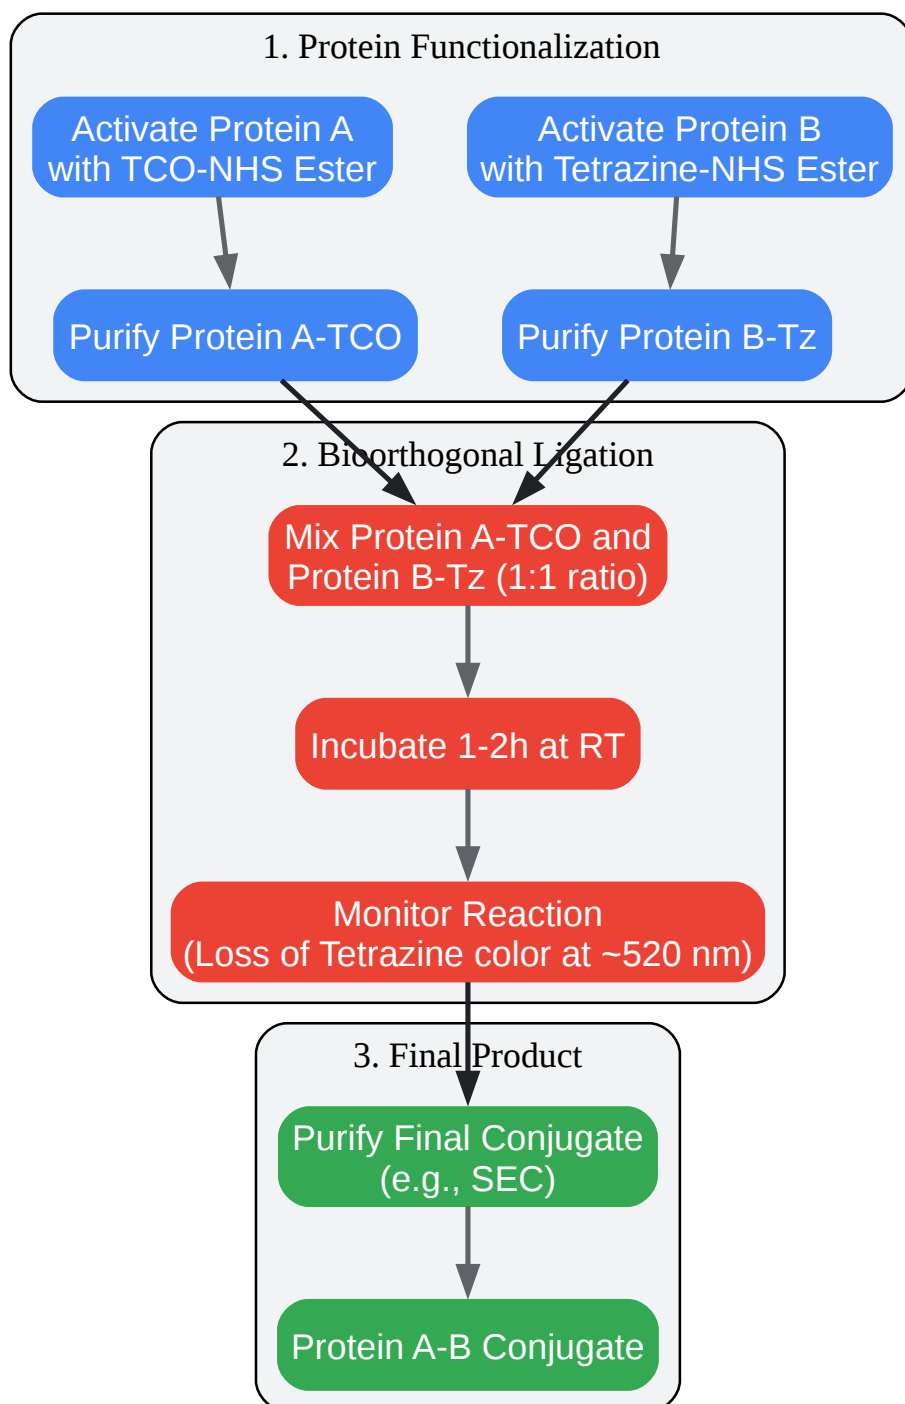 1. Protein Functionalization
Activate Protein A
with TCO-NHS Ester
Activate Protein B
with Tetrazine-NHS Ester
Purify Protein A-TCO
Purify Protein B-Tz
2. Bioorthogonal Ligation
Mix Protein A-TCO and
Protein B-Tz (1:1 ratio)
Incubate 1-2h at RT
Monitor Reaction
(Loss of Tetrazine color at ~520 nm)
3. Final Product
Purify Final Conjugate
(e.g., SEC)
Protein A-B Conjugate